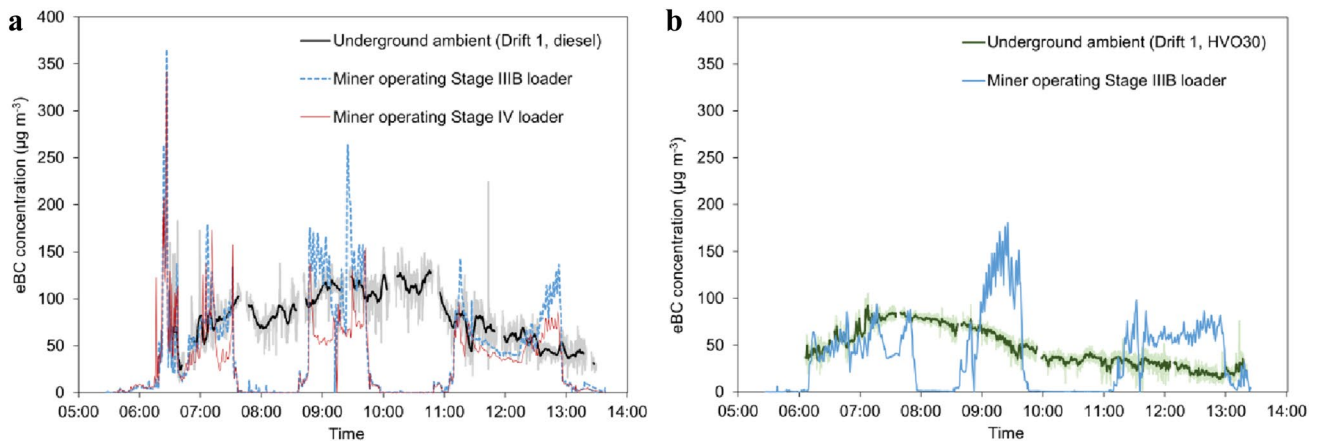 a
400
350
300
250
200
150
100
50
0
eBC concentration (µg m⁻³)
Underground ambient (Drift 1, diesel)
Miner operating Stage IIIB loader
Miner operating Stage IV loader
05:00 06:00 07:00 08:00 09:00 10:00 11:00 12:00 13:00 14:00
Time
b
400
350
300
250
200
150
100
50
0
eBC concentration (µg m⁻³)
Underground ambient (Drift 1, HVO30)
Miner operating Stage IIIB loader
05:00 06:00 07:00 08:00 09:00 10:00 11:00 12:00 13:00 14:00
Time